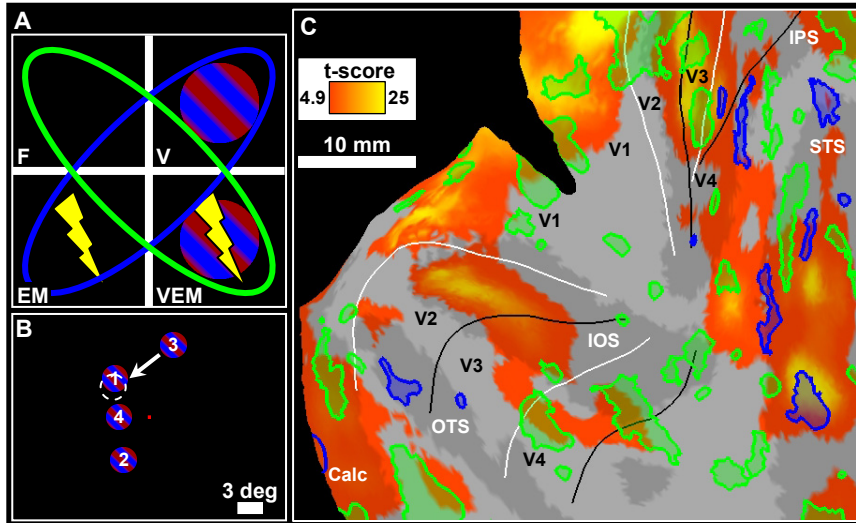 A
F
V
EM
VEM
B
3
1
4
2
3 deg
C
t-score
4.9
25
10 mm
IPS
V3
V2
STS
V1
V4
V1
V2
IOS
V3
OTS
V4
Calc